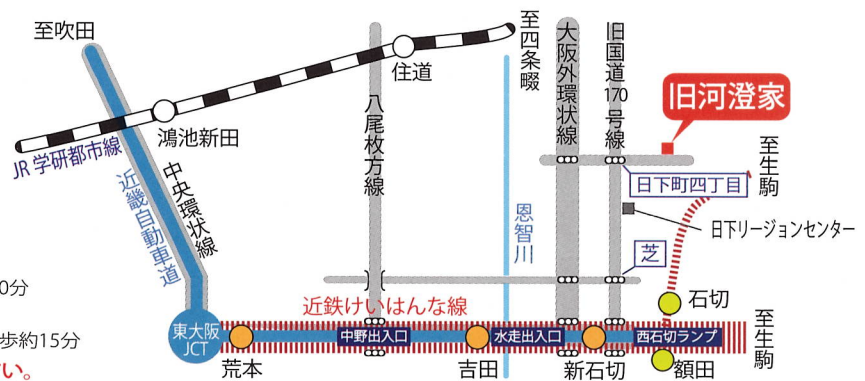 至吹田
住道
至四条畷
大阪外環状線
旧国道170号線
旧河澄家
八尾枚方線
鴻池新田
JR学研都市線
至生駒
近畿自動車道
中央環状線
日下町四丁目
恩智川
日下リージョンセンター
芝
0分
近鉄けいはんな線
石切
歩約15分
東大阪
JCT
中野出入口
水走出入口
西石切ランプ
至生駒
荒本
吉田
新石切
額田
い。